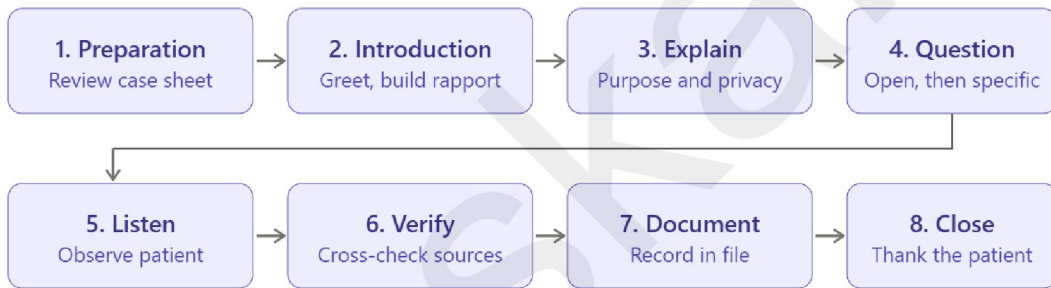 1. Preparation
Review case sheet
2. Introduction
Greet, build rapport
3. Explain
Purpose and privacy
4. Question
Open, then specific
5. Listen
Observe patient
6. Verify
Cross-check sources
7. Document
Record in file
8. Close
Thank the patient